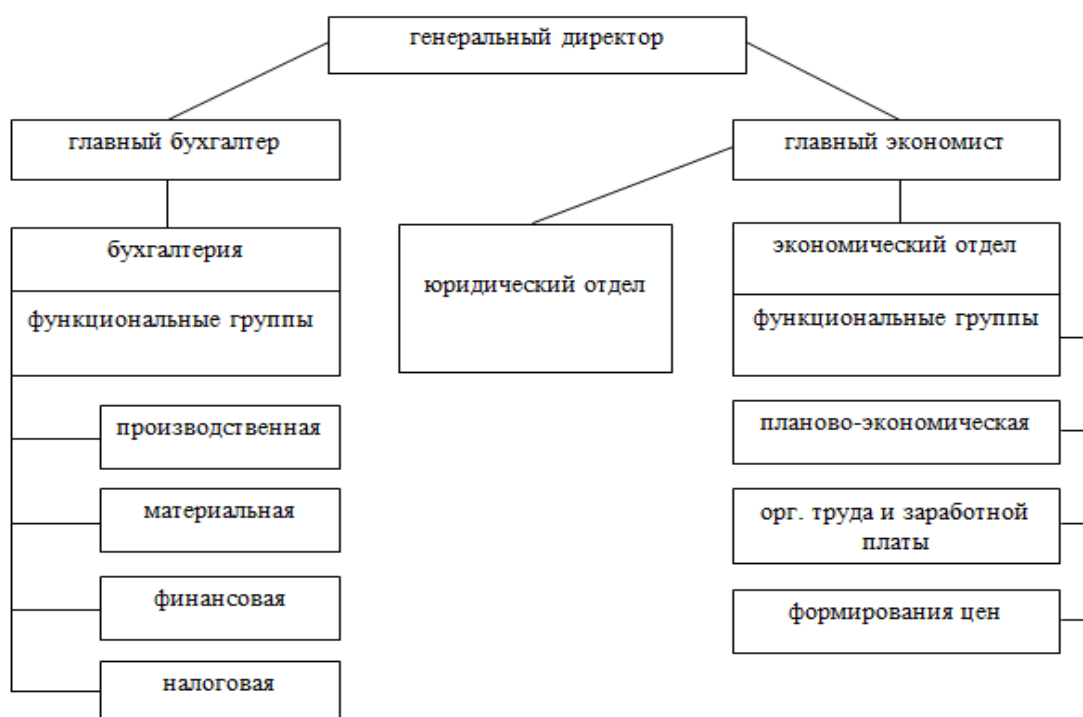 генеральный директор
главный бухгалтер
главный экономист
бухгалтерия
функциональные группы
юридический отдел
экономический отдел
функциональные группы
производственная
материальная
финансовая
налоговая
планово-экономическая
орг. труда и заработной
платы
формирования цен